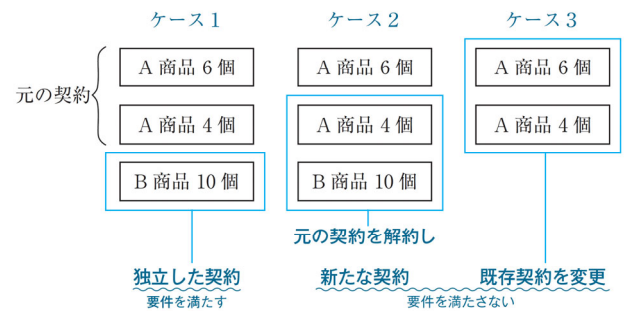 ケース1
ケース2
ケース3
元の契約
A 商品 6 個
A 商品 4 個
B 商品 10 個
A 商品 6 個
A 商品 4 個
B 商品 10 個
A 商品 6 個
A 商品 4 個
元の契約を解約し
独立した契約
新たな契約
既存契約を変更
要件を満たす
要件を満たさない